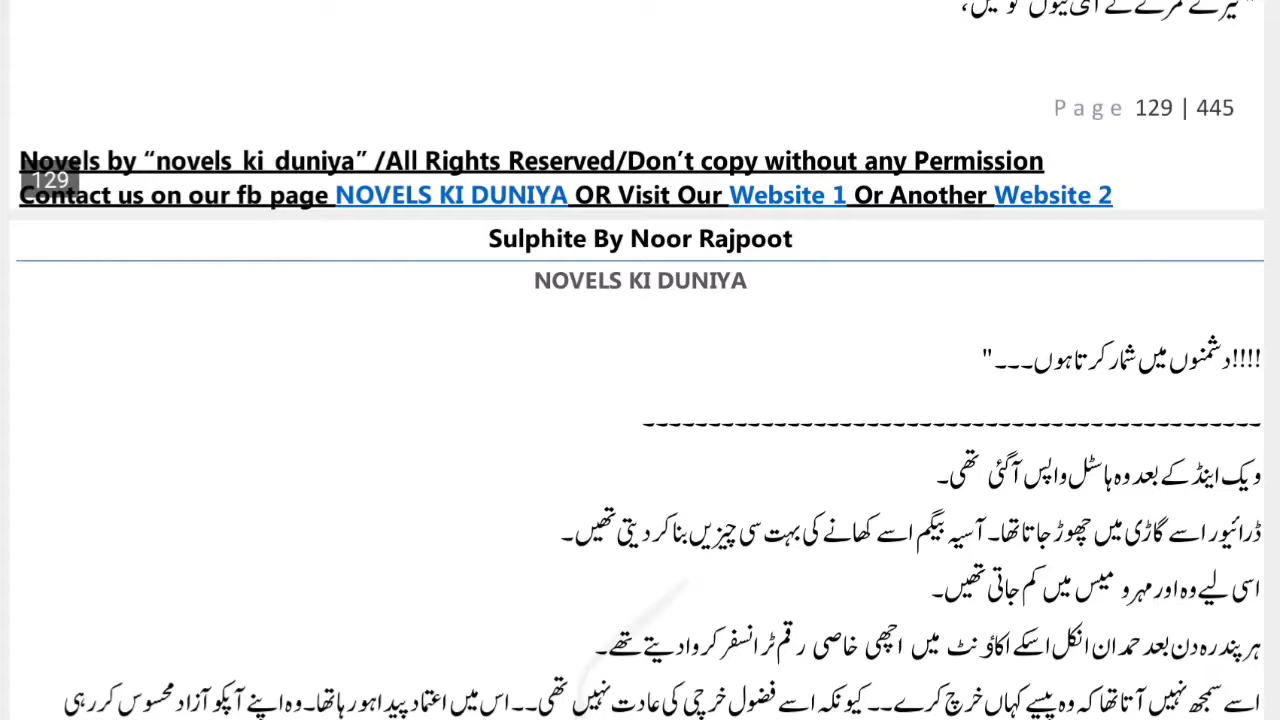 Page 129 | 445
Novels by “novels ki duniya” /All Rights Reserved/Don’t copy without any Permission
129
Contact us on our fb page NOVELS KI DUNIYA OR Visit Our Website 1 Or Another Website 2
Sulphite By Noor Rajpoot
NOVELS KI DUNIYA
!!!!دشمنوں میں شمار کرتا ہوں۔۔۔"
ویک اینڈ کے بعد وہ ہاسٹل واپس آگئی تھی۔
ڈرائیور اسے گاڑی میں چھوڑ جاتا تھا۔ آسیہ بیگم اسے کھانے کی بہت سی چیزیں بنا کر دیتی تھیں۔
اسی لیے وہ اور مہرو میس میں کم جاتی تھیں۔
ہر پندرہ دن بعد حمدان انکل اسکے اکاؤنٹ میں اچھی خاصی رقم ٹرانسفر کروا دیتے تھے۔
اسے سمجھ نہیں آتا تھا کہ وہ پیسے کہاں خرچ کرے۔۔ کیونکہ اسے فضول خرچی کی عادت نہیں تھی۔۔ اس میں اعتماد پیدا ہو رہا تھا۔ وہ اپنے آپکو آزاد محسوس کر رہی